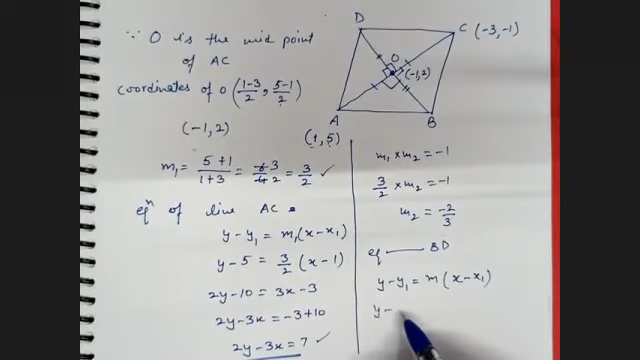 ∵ O is the mid point
of AC
coordinates of O (1-3/2, 5-1/2)
(-1, 2)
m₁ = 5+1/1+3 = 6 3/4 2 = 3/2 ✓
eqⁿ of line AC =
y - y₁ = m₁(x - x₁)
y - 5 = 3/2 (x - 1)
2y - 10 = 3x - 3
2y - 3x = -3 + 10
2y - 3x = 7 ✓
D
C (-3, -1)
O
(-1, 2)
A
B
(1, 5)
m₁ × m₂ = -1
3/2 × m₂ = -1
m₂ = -2/3
eq —— BD
y - y₁ = m (x - x₁)
y -